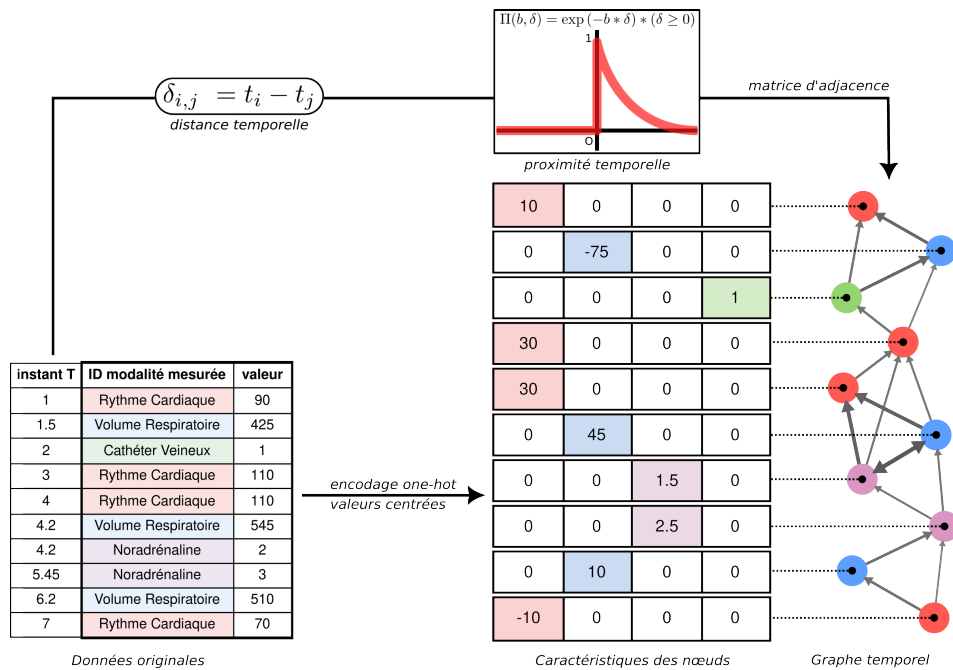 Π(b, δ) = exp (−b ∗ δ) ∗ (δ ≥ 0)
1
O
δi,j = ti − tj
distance temporelle
proximité temporelle
matrice d'adjacence
10 0 0 0
0 -75 0 0
0 0 0 1
30 0 0 0
30 0 0 0
0 45 0 0
0 0 1.5 0
0 0 2.5 0
0 10 0 0
-10 0 0 0
instant T ID modalité mesurée valeur
1 Rythme Cardiaque 90
1.5 Volume Respiratoire 425
2 Cathéter Veineux 1
3 Rythme Cardiaque 110
4 Rythme Cardiaque 110
4.2 Volume Respiratoire 545
4.2 Noradrénaline 2
5.45 Noradrénaline 3
6.2 Volume Respiratoire 510
7 Rythme Cardiaque 70
encodage one-hot
valeurs centrées
Données originales
Caractéristiques des nœuds
Graphe temporel